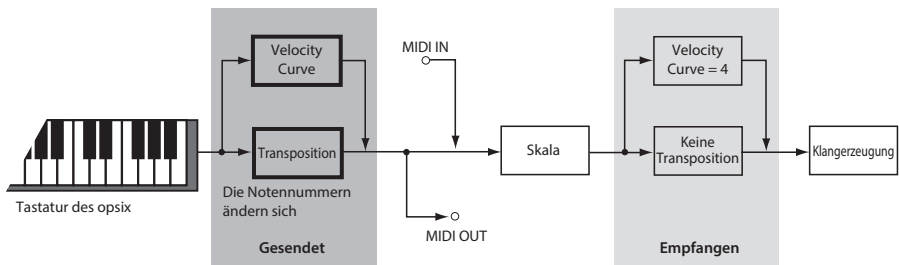 Velocity
Curve
Transposition
Die Notennummern
ändern sich
Tastatur des opsix
Gesendet
MIDI IN
MIDI OUT
Skala
Velocity
Curve = 4
Keine
Transposition
Empfangen
Klangerzeugung